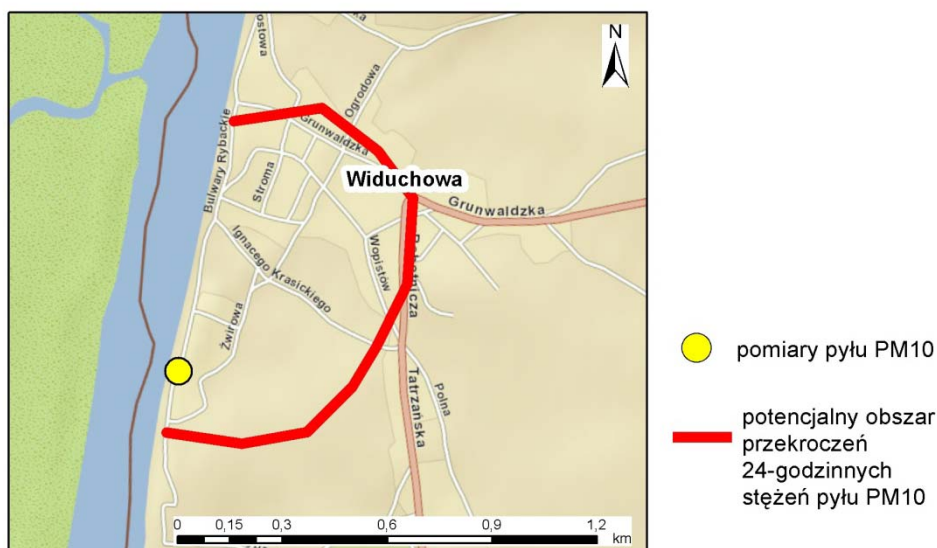 N
ostowa
Ogrodowa
Bulwary Rybackie
Grunwaldzka
Stroma
Widuchowa
Grunwaldzka
Ignacego Krasickiego
Wopistów
Żwirowa
Tatrzańska
Polna
0 0,15 0,3 0,6 0,9 1,2
km
pomiary pyłu PM10
potencjalny obszar
przekroczeń
24-godzinnych
stężeń pyłu PM10